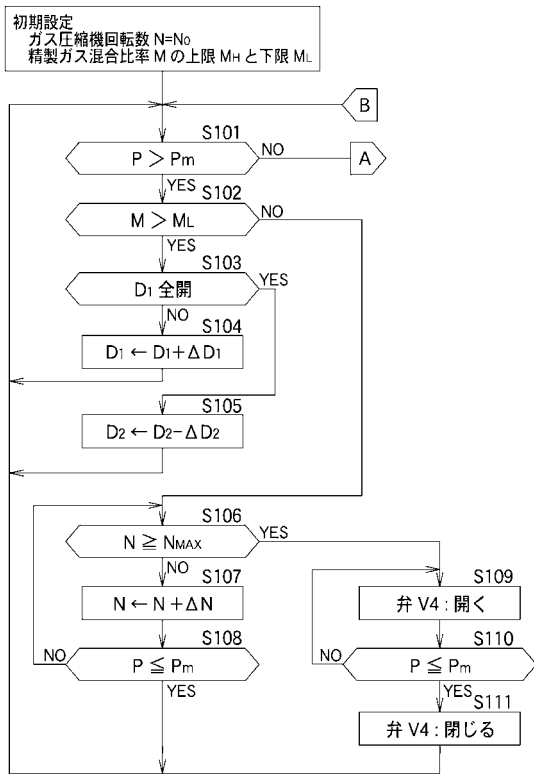 初期設定
ガス圧縮機回転数 N=N0
精製ガス混合比率 M の上限 MH と下限 ML
B
S101
P > Pm
NO
A
YES
S102
M > ML
NO
YES
S103
D1 全開
YES
NO
S104
D1 ← D1+ΔD1
S105
D2 ← D2-ΔD2
S106
N ≧ NMAX
YES
NO
S107
N ← N+ΔN
S109
弁 V4 : 開く
S108
NO
P ≦ Pm
YES
S110
NO
P ≦ Pm
YES
S111
弁 V4 : 閉じる